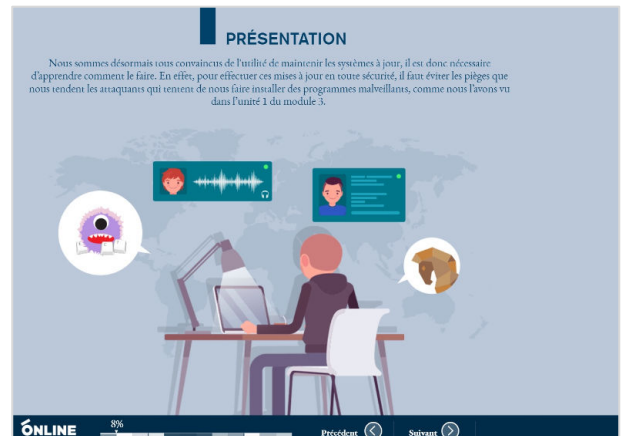 PRÉSENTATION
Nous sommes désormais tous convaincus de l'utilité de maintenir les systèmes à jour, il est donc nécessaire
d'apprendre comment le faire. En effet, pour effectuer ces mises à jour en toute sécurité, il faut éviter les pièges que
nous tendent les attaquants qui tentent de nous faire installer des programmes malveillants, comme nous l'avons vu
dans l'unité 1 du module 3.
8%
ONLINE
Précédent
Suivant